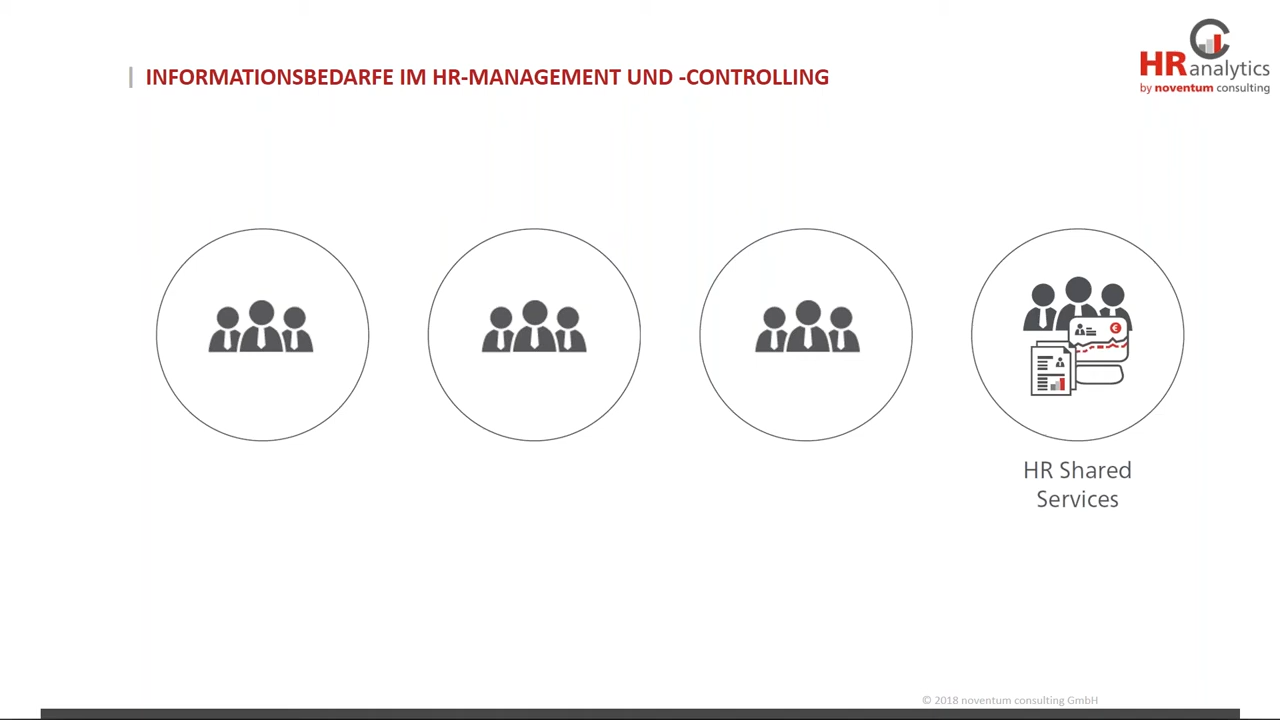 INFORMATIONSBEDARFE IM HR-MANAGEMENT UND -CONTROLLING
HR analytics
by noventum consulting
HR Shared
Services
© 2018 noventum consulting GmbH